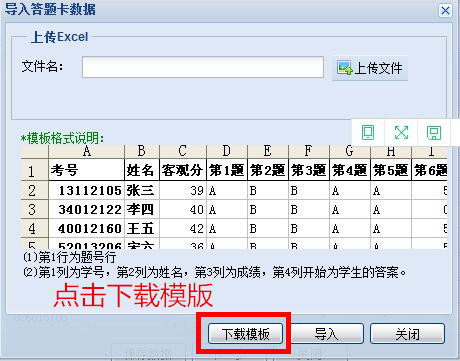 导入答题卡数据
上传Excel
文件名：
上传文件
*模板格式说明：
A B C D E F G H I
1 考号 姓名 客观分 第1题 第2题 第3题 第4题 第5题 第6题
2 13112105 张三 39 A B B A A 5
3 34012122 李四 40 A B B A A
4 40012160 王五 42 A B B A A 5
5 52013206 36 A B B A A 5
(1)第1行为题号行
(2)第1列为学号，第2列为姓名，第3列为成绩，第4列开始为学生的答案。
点击下载模版
下载模板 导入 关闭